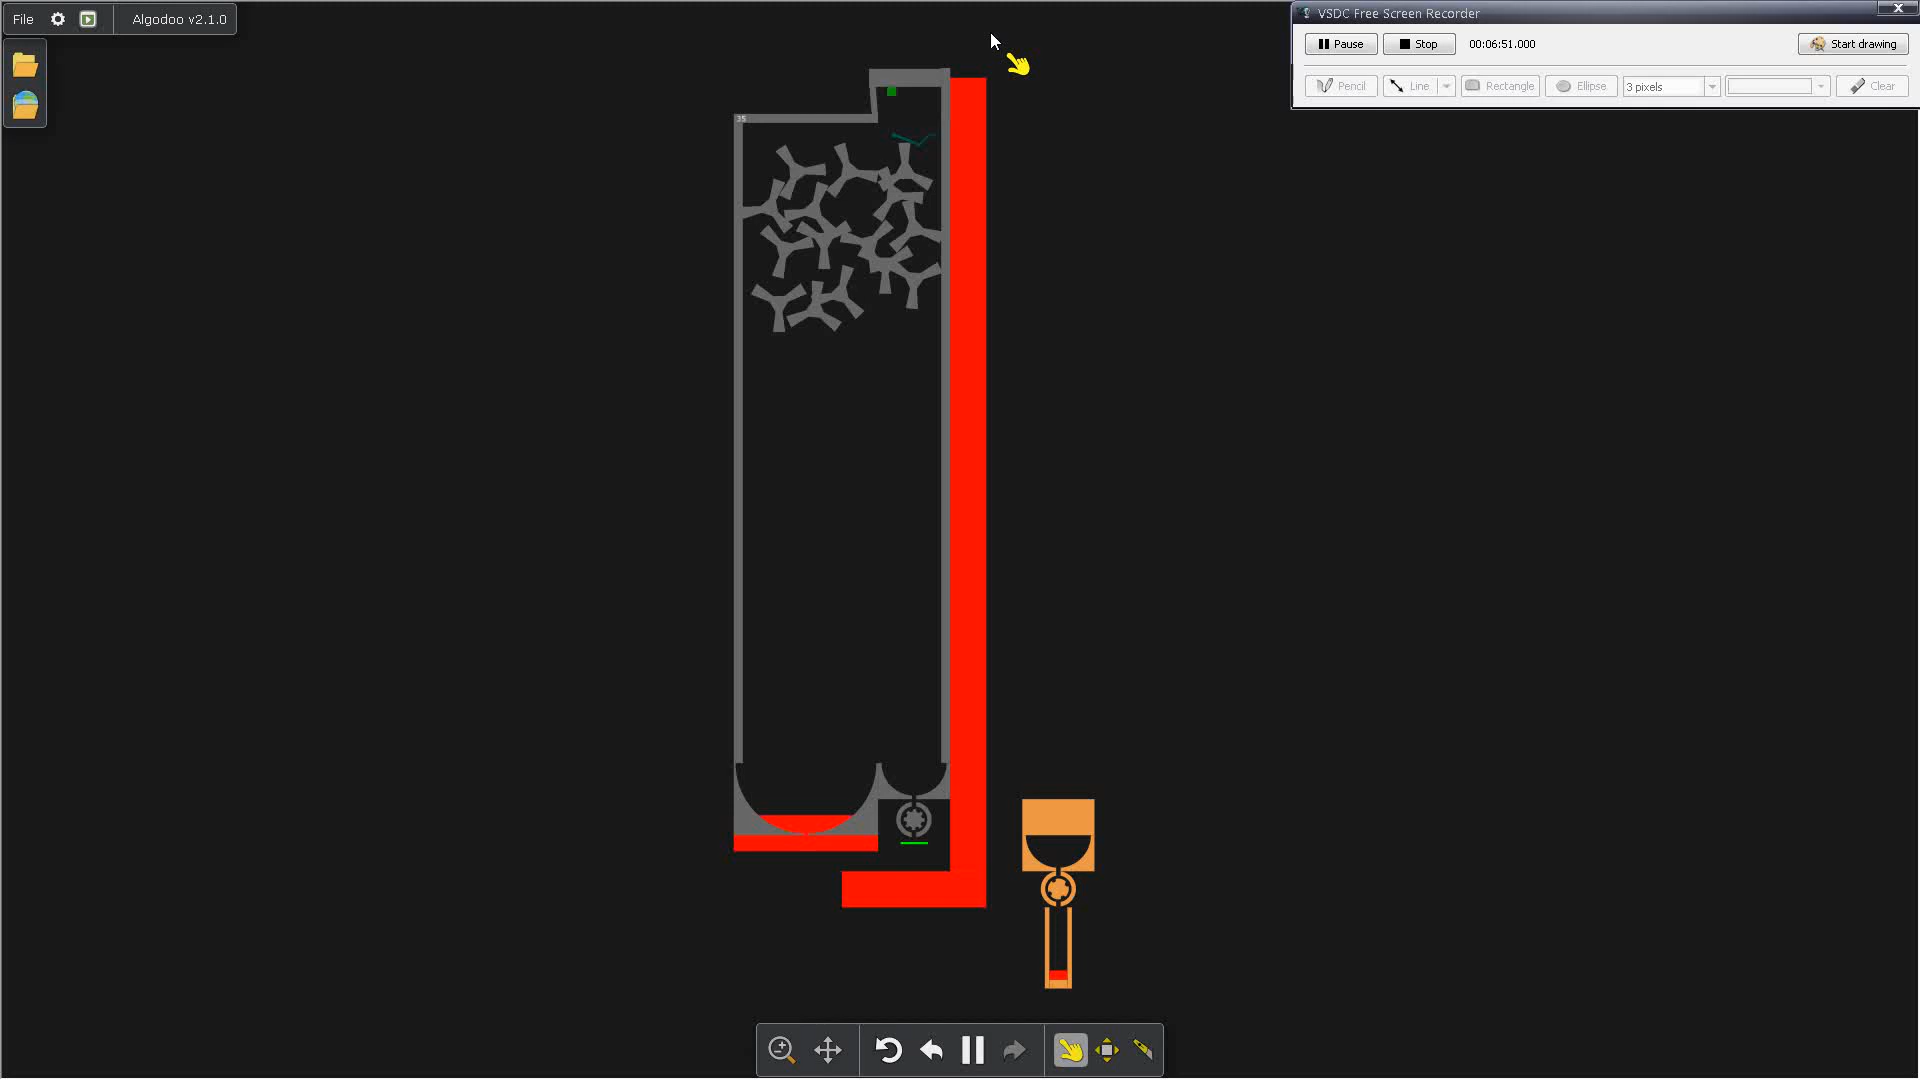 File
Algodoo v2.1.0
VSDC Free Screen Recorder
Pause
Stop
00:06:51.000
Start drawing
Pencil
Line
Rectangle
Ellipse
3 pixels
Clear
35